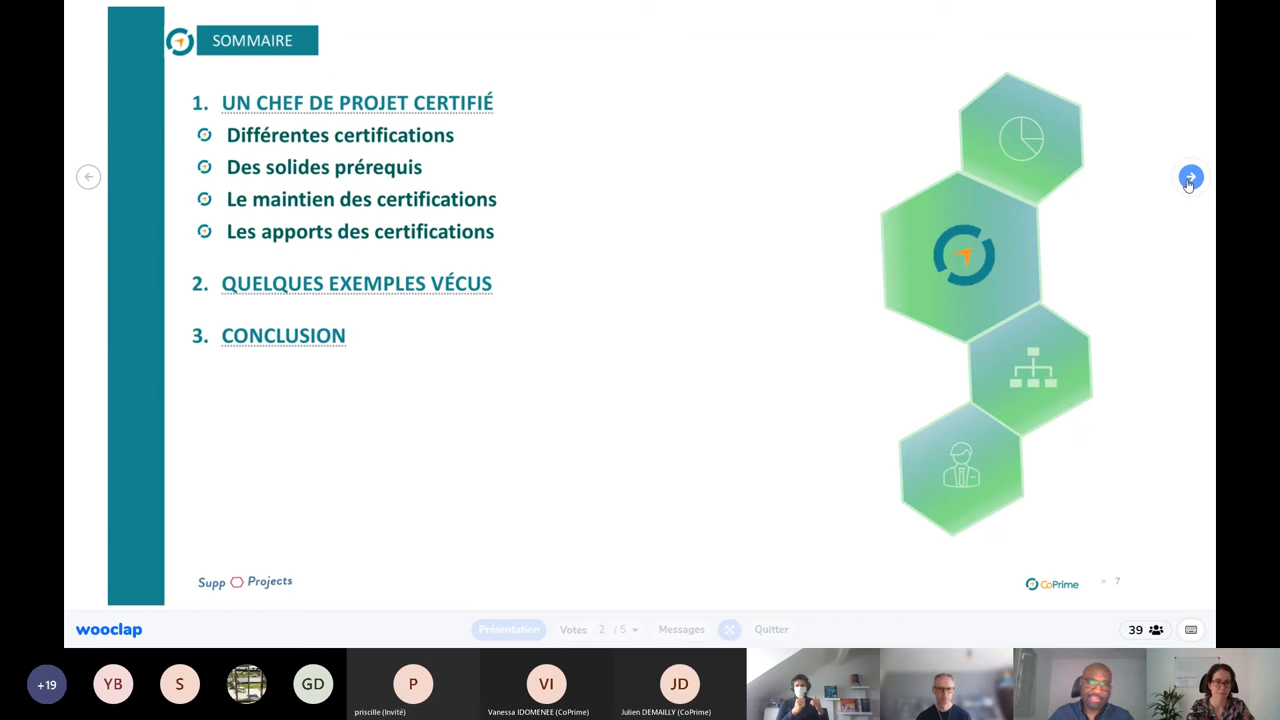 SOMMAIRE
1. UN CHEF DE PROJET CERTIFIÉ
Différentes certifications
Des solides prérequis
Le maintien des certifications
Les apports des certifications
2. QUELQUES EXEMPLES VÉCUS
3. CONCLUSION
Supp Projects
CoPrime
7
wooclap
Présentation
Votes 2 / 5
Messages
Quitter
39
+19
YB
S
GD
P
VI
JD
priscille (Invité)
Vanessa IDOMENEE (CoPrime)
Julien DEMAILLY (CoPrime)